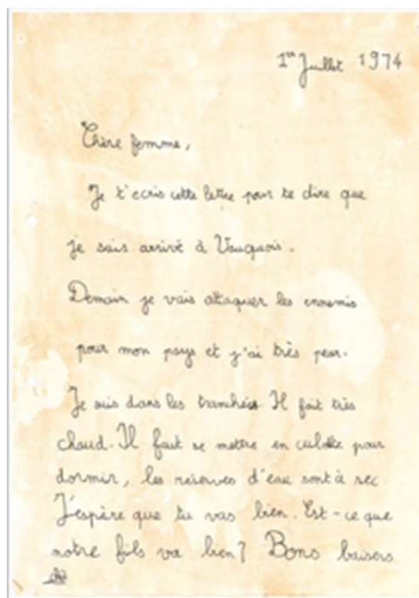 1er Juillet 1974
Chère femme,
Je t'ecris cette lettre pour te dire que
je suis arrivé à Vauquois.
Demain je vais attaquer les ennemis
pour mon pays et j'ai très peur.
Je suis dans les tranchées. Il fait très
chaud. Il faut se mettre en culotte pour
dormir, les réserves d'eau sont à sec
J'espère que tu vas bien. Est-ce que
notre fils va bien? Bons baisers